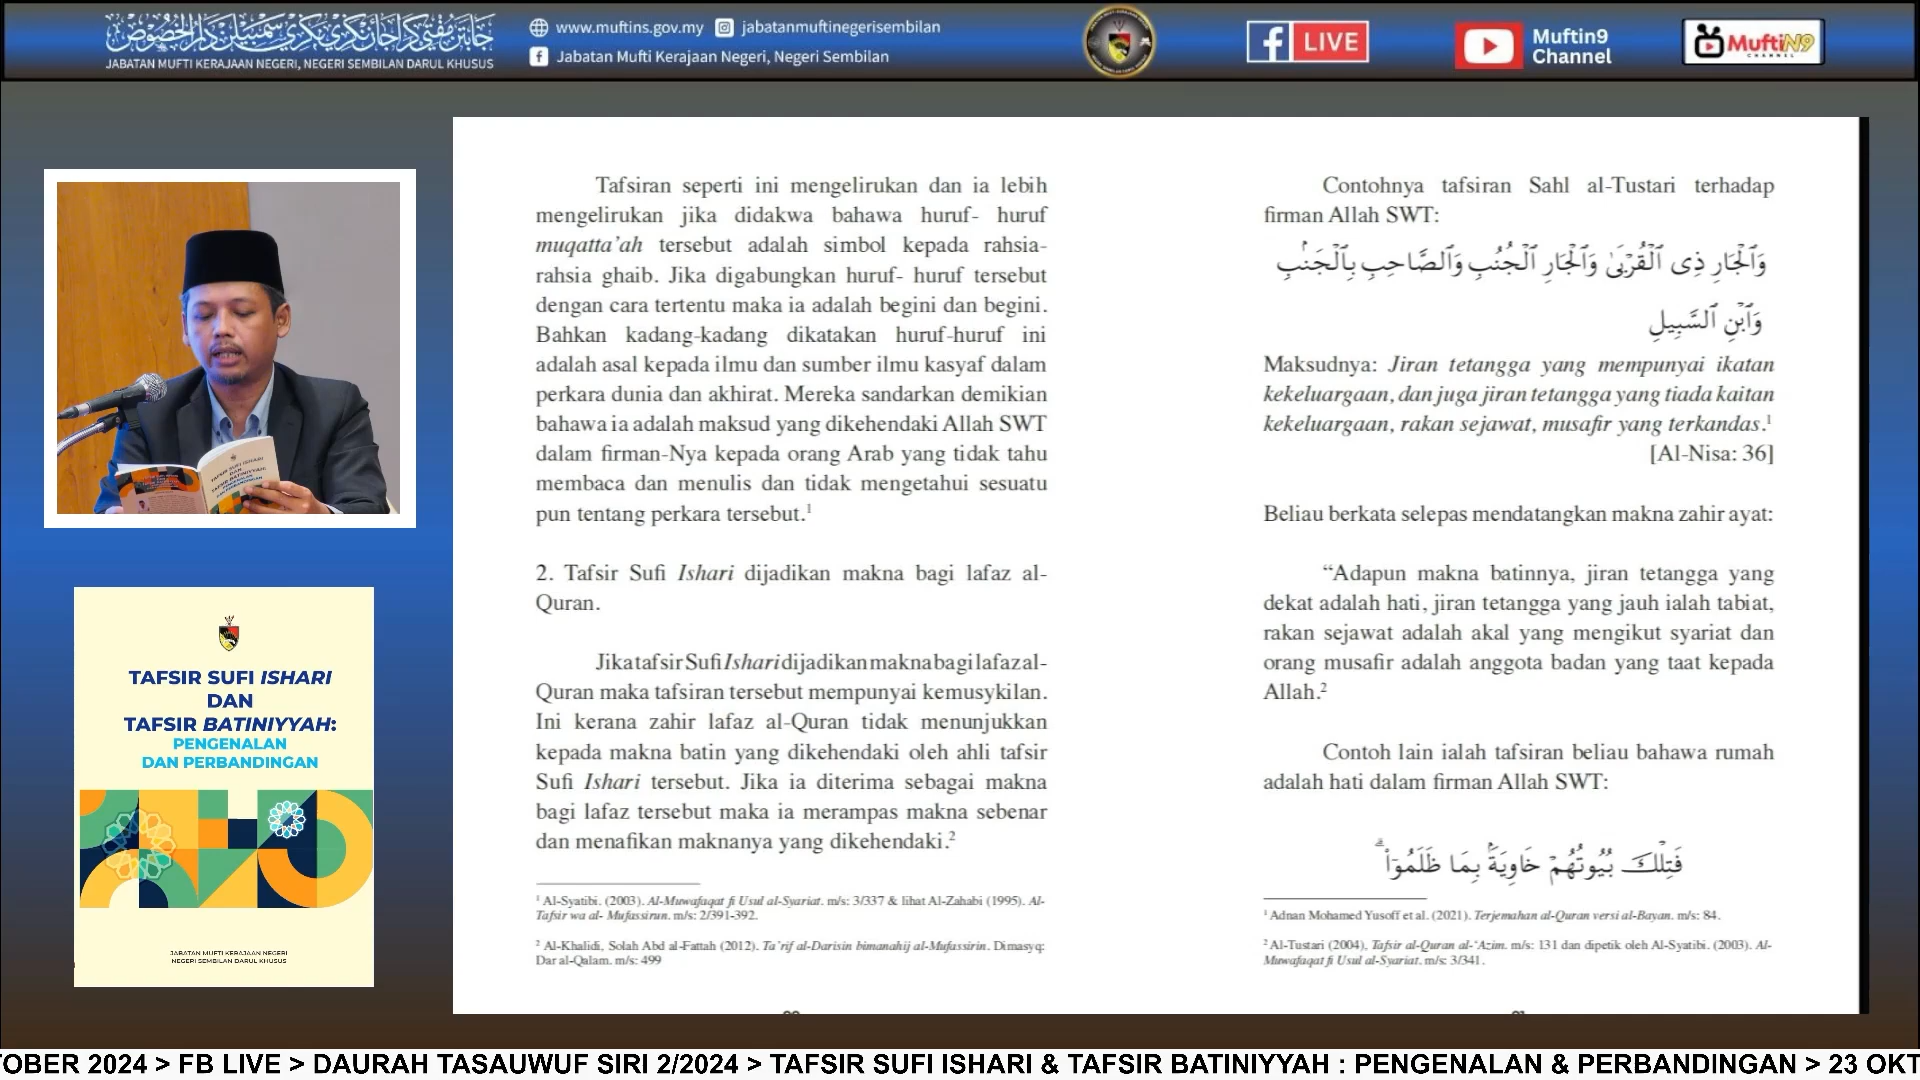 JABATAN MUFTI KERAJAAN NEGERI, NEGERI SEMBILAN DARUL KHUSUS
www.muftins.gov.my
jabatanmuftinegerisembilan
Jabatan Mufti Kerajaan Negeri, Negeri Sembilan
LIVE
Muftin9
Channel
MuftiN9
CHANNEL
TAFSIR SUFI ISHARI
DAN
TAFSIR BATINIYYAH:
PENGENALAN
DAN PERBANDINGAN
TAFSIR SUFI ISHARI
DAN
TAFSIR BATINIYYAH:
PENGENALAN
DAN PERBANDINGAN
JABATAN MUFTI KERAJAAN NEGERI
NEGERI SEMBILAN DARUL KHUSUS
Tafsiran seperti ini mengelirukan dan ia lebih
mengelirukan jika didakwa bahawa huruf- huruf
muqatta'ah tersebut adalah simbol kepada rahsia-
rahsia ghaib. Jika digabungkan huruf- huruf tersebut
dengan cara tertentu maka ia adalah begini dan begini.
Bahkan kadang-kadang dikatakan huruf-huruf ini
adalah asal kepada ilmu dan sumber ilmu kasyaf dalam
perkara dunia dan akhirat. Mereka sandarkan demikian
bahawa ia adalah maksud yang dikehendaki Allah SWT
dalam firman-Nya kepada orang Arab yang tidak tahu
membaca dan menulis dan tidak mengetahui sesuatu
pun tentang perkara tersebut.¹
2. Tafsir Sufi Ishari dijadikan makna bagi lafaz al-
Quran.
Jika tafsir Sufi Ishari dijadikan makna bagi lafaz al-
Quran maka tafsiran tersebut mempunyai kemusykilan.
Ini kerana zahir lafaz al-Quran tidak menunjukkan
kepada makna batin yang dikehendaki oleh ahli tafsir
Sufi Ishari tersebut. Jika ia diterima sebagai makna
bagi lafaz tersebut maka ia merampas makna sebenar
dan menafikan maknanya yang dikehendaki.²
¹ Al-Syatibi. (2003). Al-Muwafaqat fi Usul al-Syariat. m/s: 3/337 & lihat Al-Zahabi (1995). Al-
Tafsir wa al- Mufassirun. m/s: 2/391-392.
² Al-Khalidi, Solah Abd al-Fattah (2012). Ta'rif al-Darisin bimanahij al-Mufassirin. Dimasyq:
Dar al-Qalam. m/s: 499
Contohnya tafsiran Sahl al-Tustari terhadap
firman Allah SWT:
وَٱلْجَارِ ذِى ٱلْقُرْبَىٰ وَٱلْجَارِ ٱلْجُنُبِ وَٱلصَّاحِبِ بِٱلْجَنۢبِ
وَٱبْنِ ٱلسَّبِيلِ
Maksudnya: Jiran tetangga yang mempunyai ikatan
kekeluargaan, dan juga jiran tetangga yang tiada kaitan
kekeluargaan, rakan sejawat, musafir yang terkandas.¹
[Al-Nisa: 36]
Beliau berkata selepas mendatangkan makna zahir ayat:
“Adapun makna batinnya, jiran tetangga yang
dekat adalah hati, jiran tetangga yang jauh ialah tabiat,
rakan sejawat adalah akal yang mengikut syariat dan
orang musafir adalah anggota badan yang taat kepada
Allah.²
Contoh lain ialah tafsiran beliau bahawa rumah
adalah hati dalam firman Allah SWT:
فَتِلْكَ بُيُوتُهُمْ خَاوِيَةًۢ بِمَا ظَلَمُوٓا۟ ۗ
¹ Adnan Mohamed Yusoff et al. (2021). Terjemahan al-Quran versi al-Bayan. m/s: 84.
² Al-Tustari (2004), Tafsir al-Quran al-‘Azim. m/s: 131 dan dipetik oleh Al-Syatibi. (2003). Al-
Muwafaqat fi Usul al-Syariat. m/s: 3/341.
TOBER 2024 > FB LIVE > DAURAH TASAUWUF SIRI 2/2024 > TAFSIR SUFI ISHARI & TAFSIR BATINIYYAH : PENGENALAN & PERBANDINGAN > 23 OKT